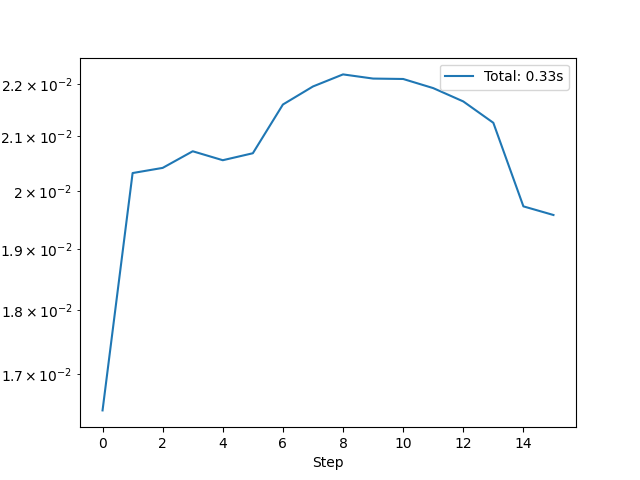 Total: 0.33s
2.2 × 10⁻²
2.1 × 10⁻²
2 × 10⁻²
1.9 × 10⁻²
1.8 × 10⁻²
1.7 × 10⁻²
0 2 4 6 8 10 12 14
Step